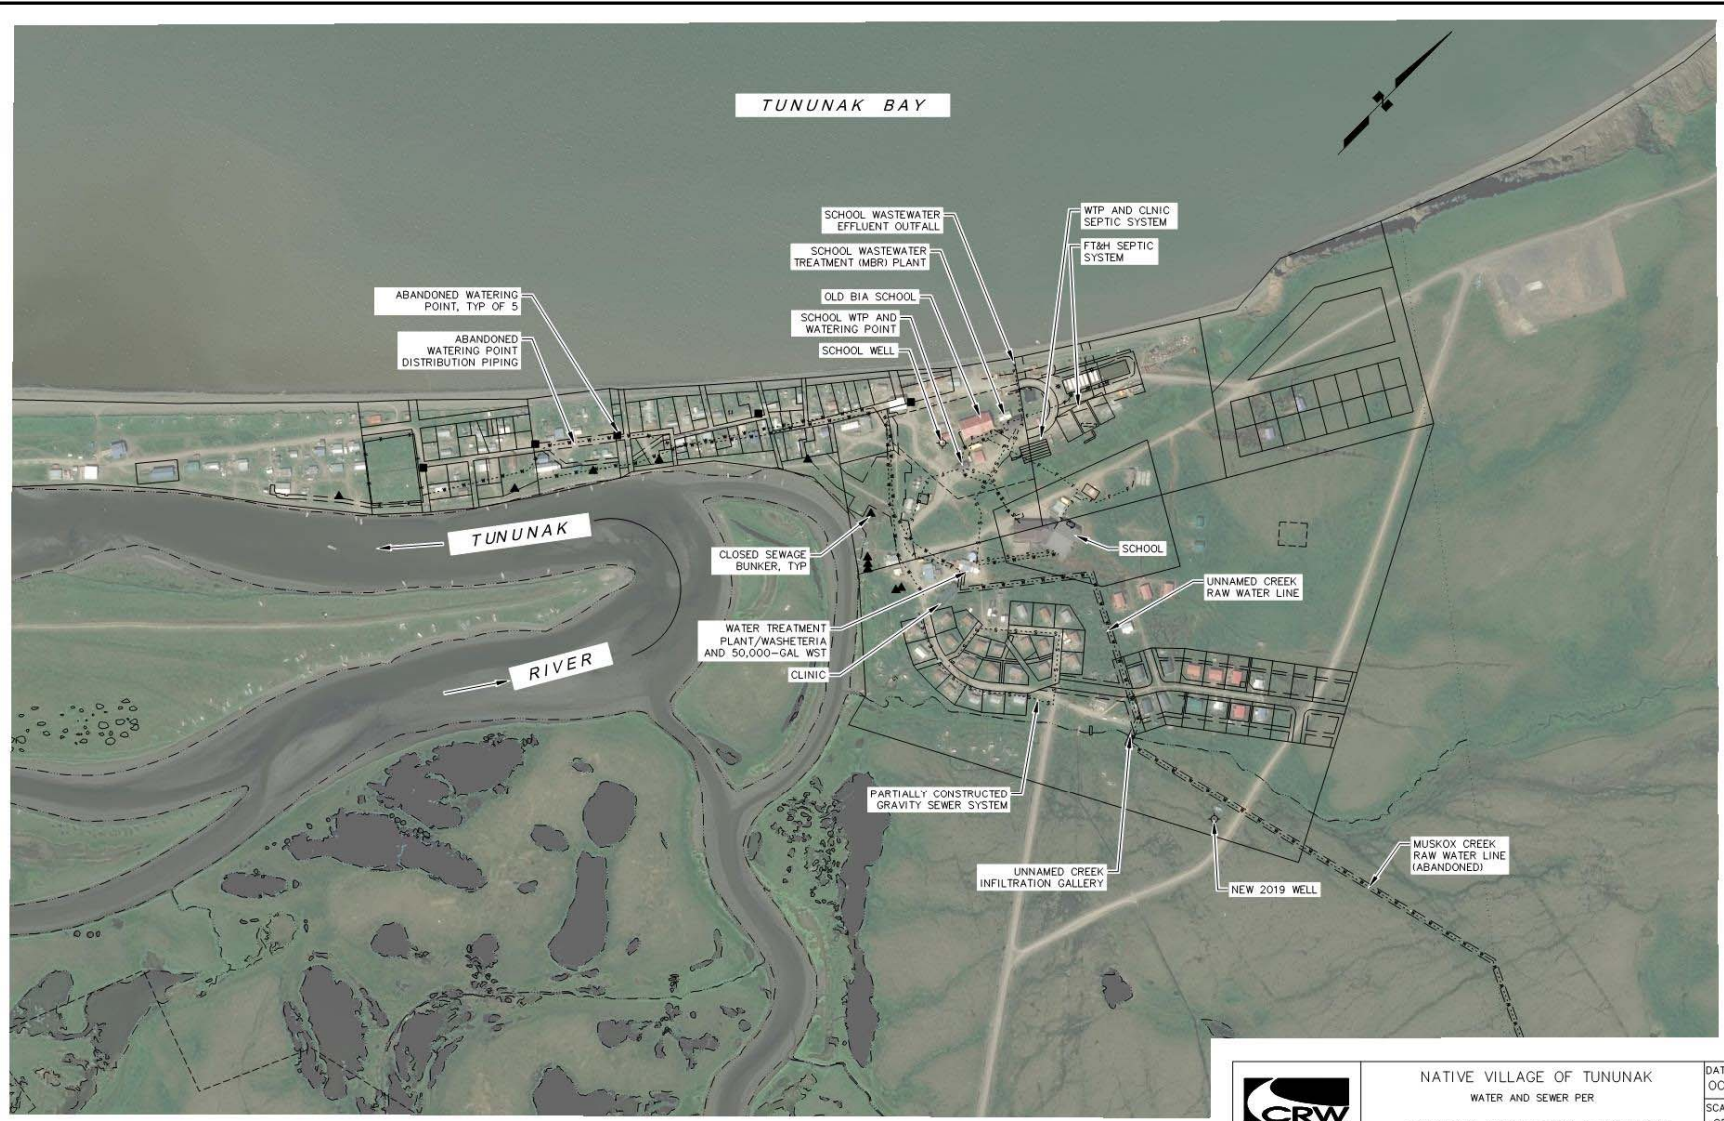 TUNUNAK BAY
SCHOOL WASTEWATER
EFFLUENT OUTFALL
WTP AND CLNIC
SEPTIC SYSTEM
SCHOOL WASTEWATER
TREATMENT (MBR) PLANT
FT&H SEPTIC
SYSTEM
ABANDONED WATERING
POINT, TYP OF 5
OLD BIA SCHOOL
SCHOOL WTP AND
WATERING POINT
ABANDONED
WATERING POINT
DISTRIBUTION PIPING
SCHOOL WELL
TUNUNAK
CLOSED SEWAGE
BUNKER, TYP
SCHOOL
UNNAMED CREEK
RAW WATER LINE
WATER TREATMENT
PLANT/WASHETERIA
AND 50,000-GAL WST
RIVER
CLINIC
PARTIALLY CONSTRUCTED
GRAVITY SEWER SYSTEM
MUSKOX CREEK
RAW WATER LINE
(ABANDONED)
UNNAMED CREEK
INFILTRATION GALLERY
NEW 2019 WELL
CRW
NATIVE VILLAGE OF TUNUNAK
WATER AND SEWER PER